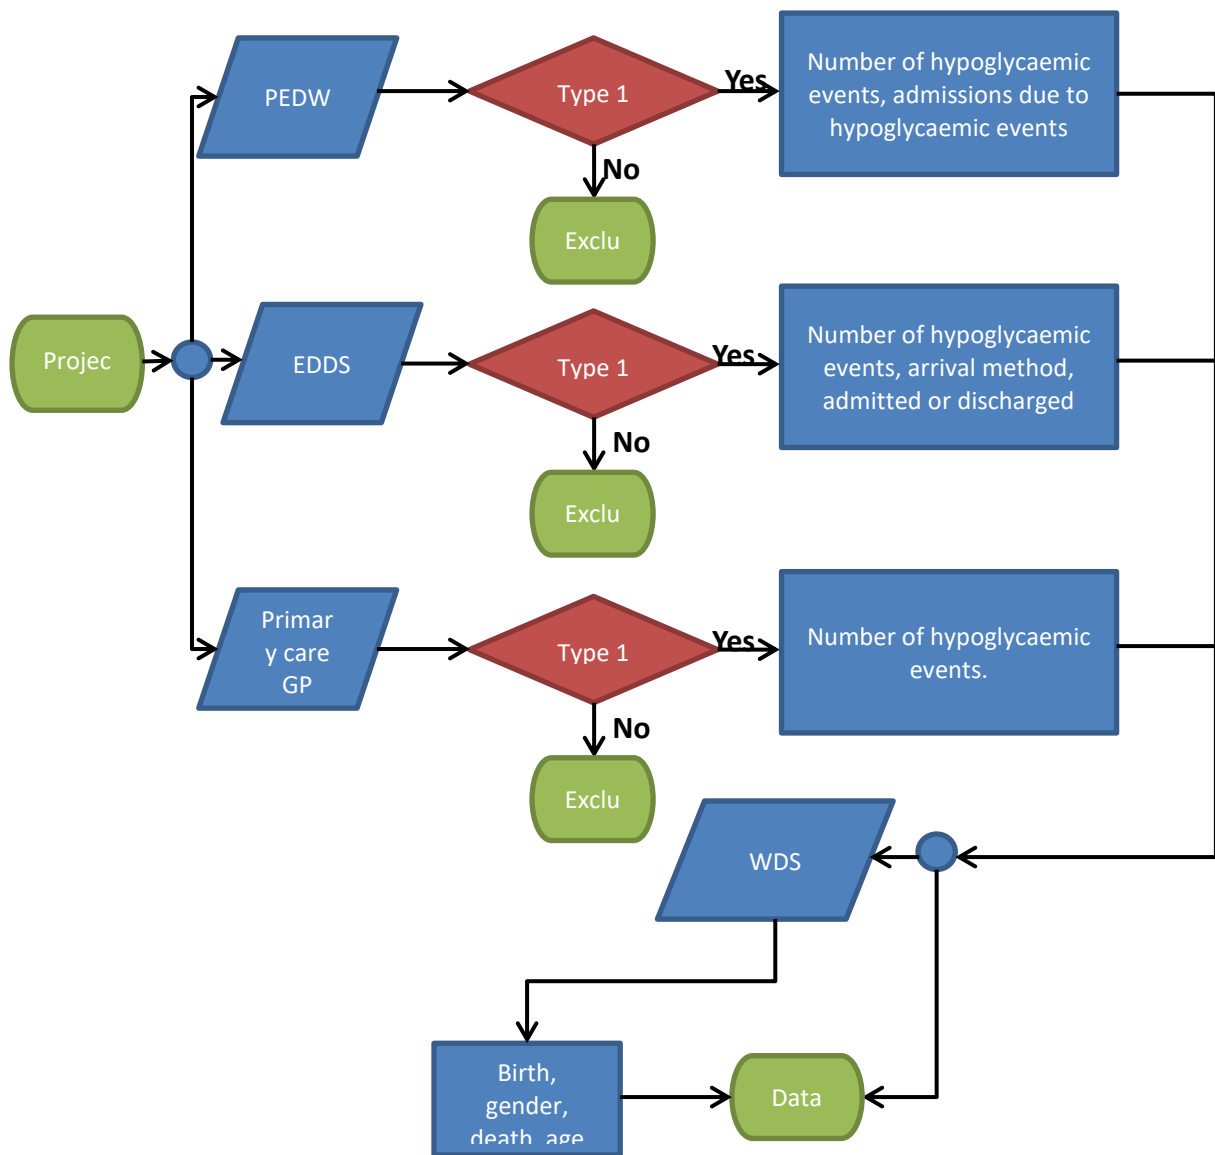 PEDW
Type 1
Yes
Number of hypoglycaemic
events, admissions due to
hypoglycaemic events
No
Exclu
Projec
EDDS
Type 1
Yes
Number of hypoglycaemic
events, arrival method,
admitted or discharged
No
Exclu
Primar
y care
GP
Type 1
Yes
Number of hypoglycaemic
events.
No
Exclu
WDS
Birth,
gender,
death, age
Data